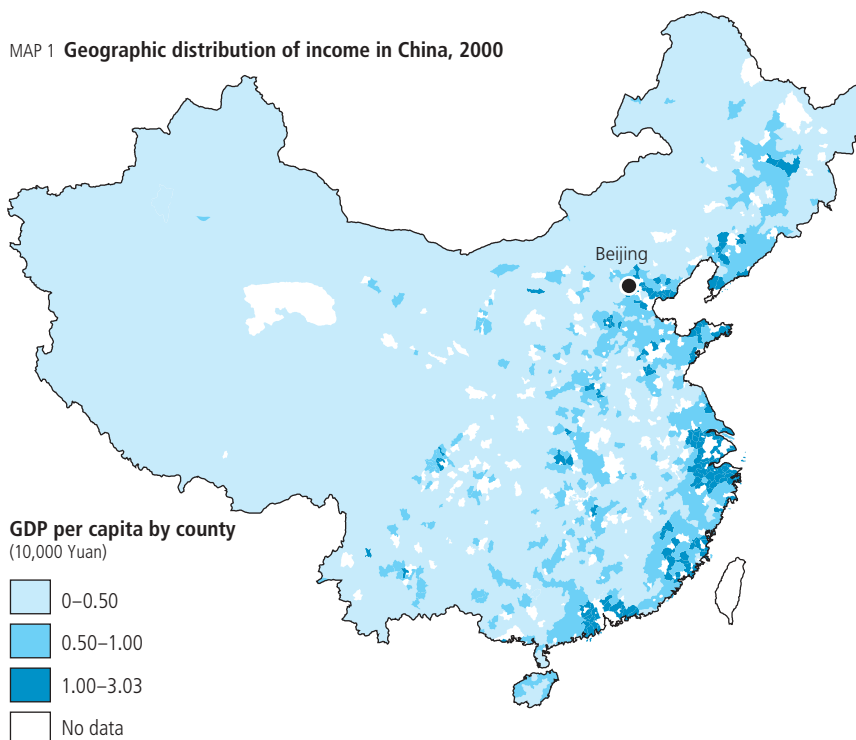 MAP 1 Geographic distribution of income in China, 2000
Beijing
GDP per capita by county
(10,000 Yuan)
0–0.50
0.50–1.00
1.00–3.03
No data